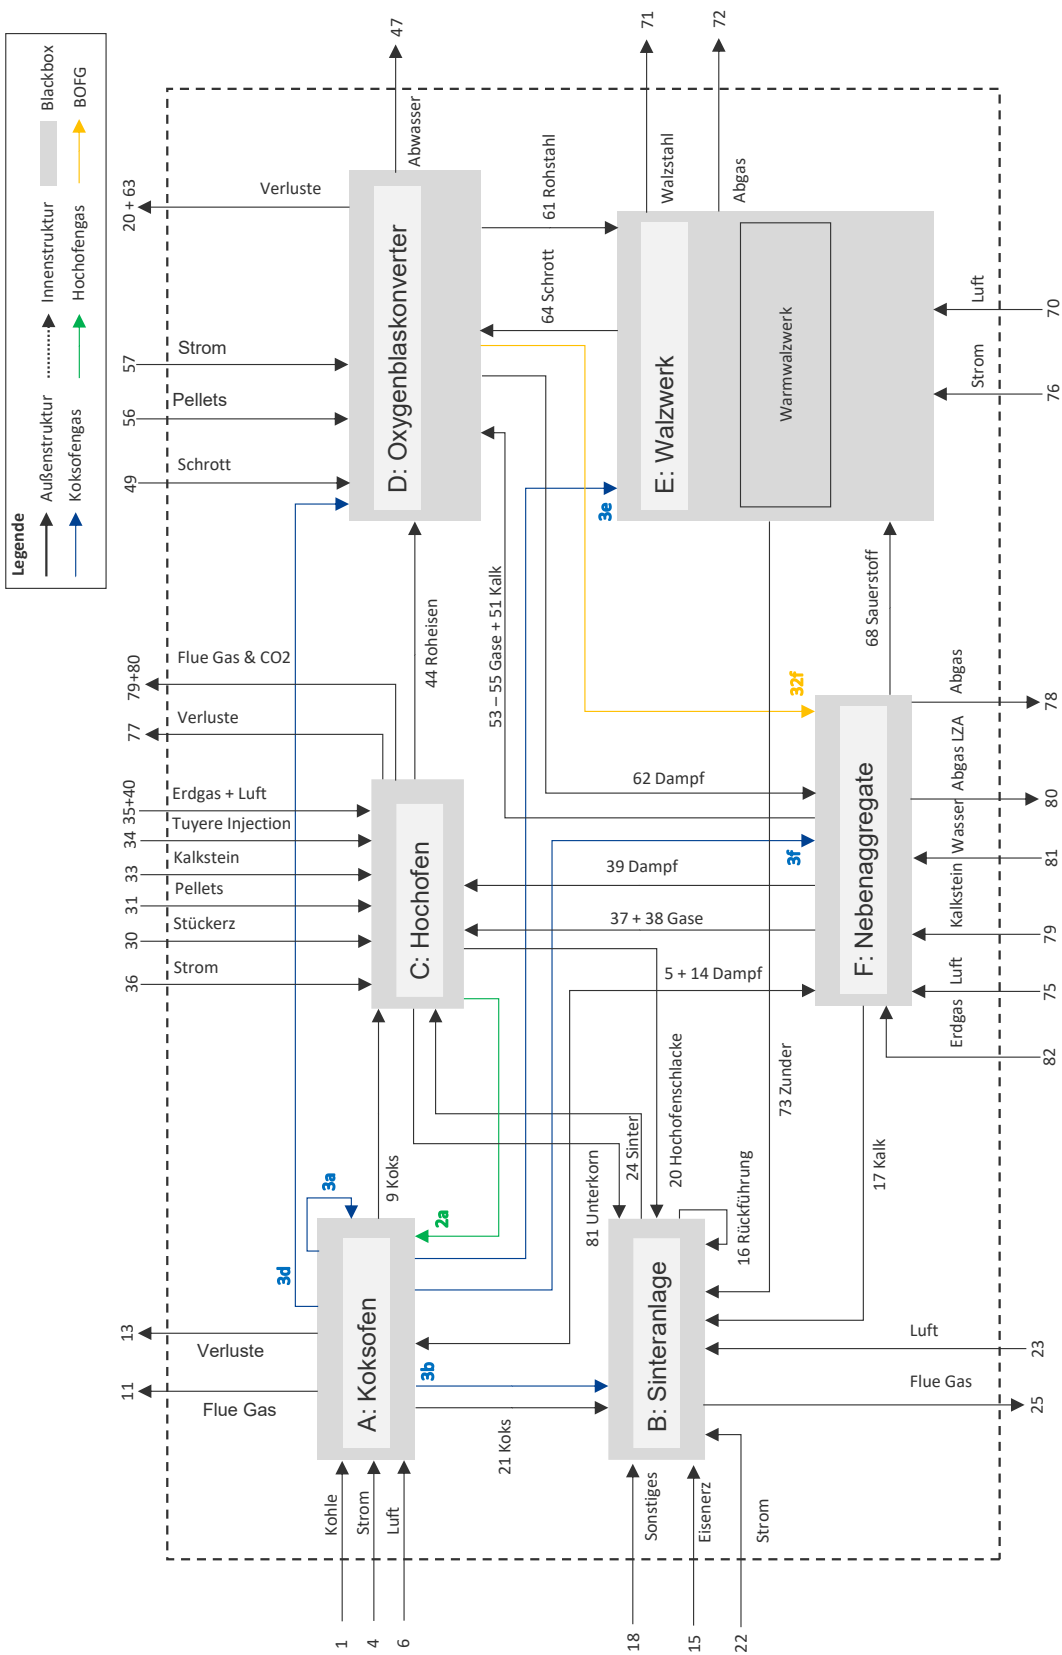 Legende
Außenstruktur
Innenstruktur
Blackbox
Koksofengas
Hochofengas
BOFG
11
Flue Gas
13
Verluste
36
Strom
30
Stückerz
31
Pellets
33
Kalkstein
34
Tuyere Injection
35+40
Erdgas + Luft
77
Verluste
79+80
Flue Gas & CO2
49
Schrott
56
Pellets
57
Strom
20 + 63
Verluste
47
Abwasser
1
Kohle
4
Strom
6
Luft
A: Koksofen
3d
3a
9 Koks
2a
3b
21 Koks
C: Hochofen
44 Roheisen
D: Oxygenblaskonverter
53 – 55 Gase + 51 Kalk
64 Schrott
61 Rohstahl
18
Sonstiges
15
Eisenerz
22
Strom
B: Sinteranlage
81 Unterkorn
24 Sinter
20 Hochofenschlacke
16 Rückführung
5 + 14 Dampf
37 + 38 Gase
39 Dampf
3f
62 Dampf
32f
3e
73 Zunder
17 Kalk
F: Nebenaggregate
68 Sauerstoff
E: Walzwerk
Warmwalzwerk
Walzstahl
71
Abgas
72
Flue Gas
25
Luft
23
Erdgas
82
Luft
75
Kalkstein
79
Wasser
81
Abgas LZA
80
Abgas
78
Strom
76
Luft
70